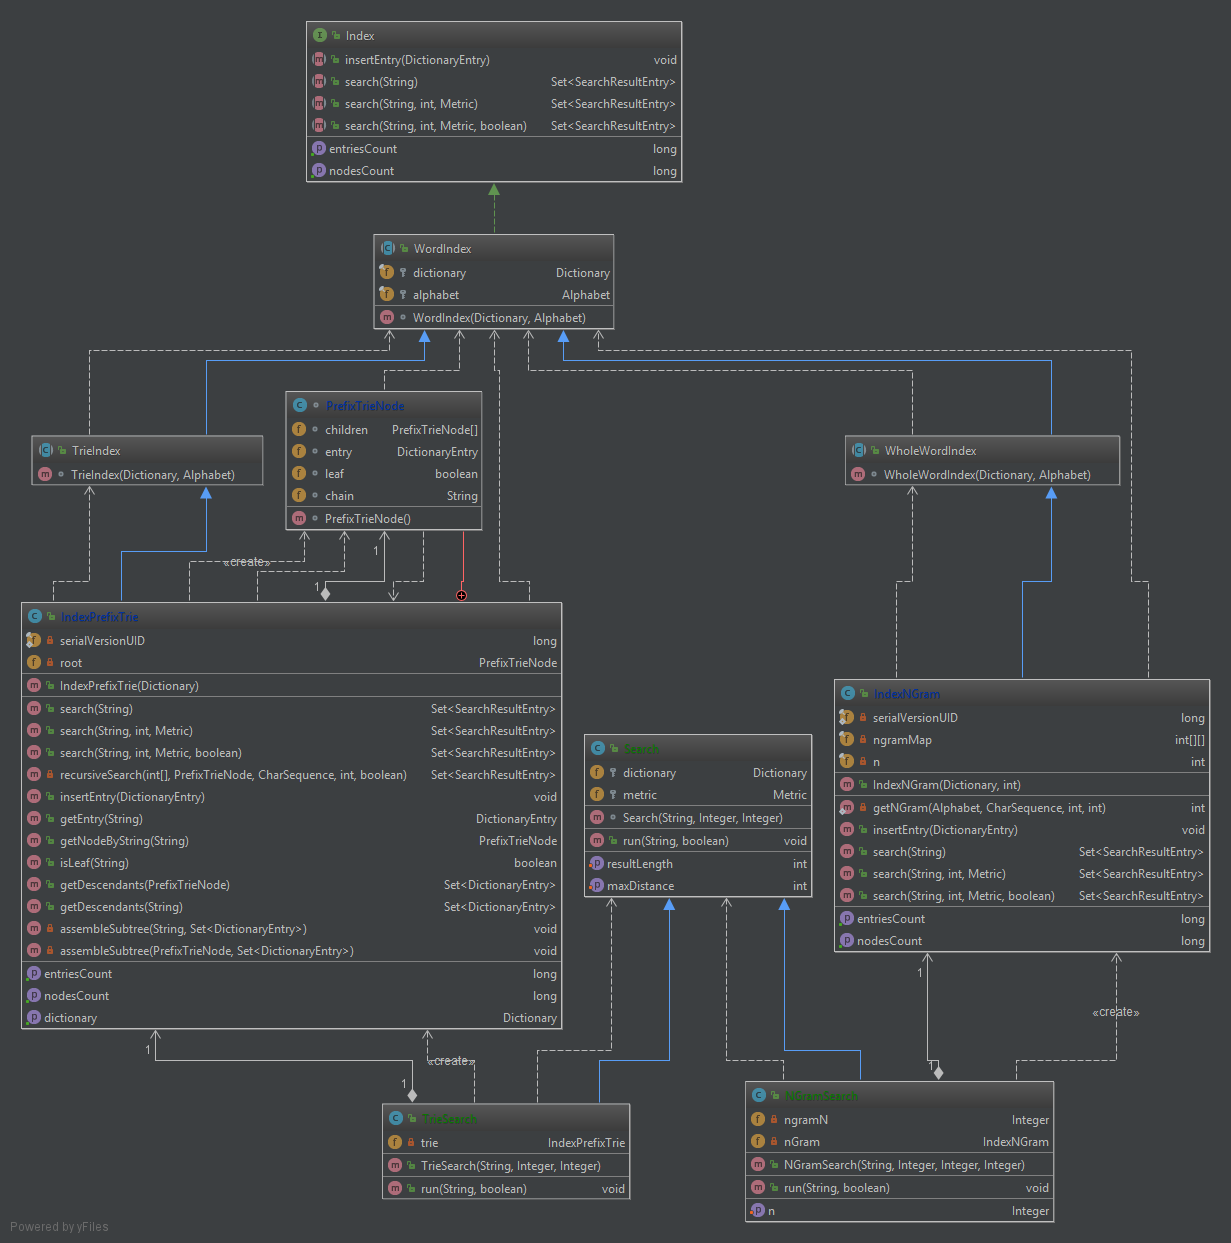 Index
insertEntry(DictionaryEntry) void
search(String) Set<SearchResultEntry>
search(String, int, Metric) Set<SearchResultEntry>
search(String, int, Metric, boolean) Set<SearchResultEntry>
entriesCount long
nodesCount long
WordIndex
dictionary Dictionary
alphabet Alphabet
WordIndex(Dictionary, Alphabet)
PrefixTrieNode
children PrefixTrieNode[]
entry DictionaryEntry
leaf boolean
chain String
PrefixTrieNode()
TrieIndex
TrieIndex(Dictionary, Alphabet)
WholeWordIndex
WholeWordIndex(Dictionary, Alphabet)
1
«create»
1
IndexPrefixTrie
serialVersionUID long
root PrefixTrieNode
IndexPrefixTrie(Dictionary)
search(String) Set<SearchResultEntry>
search(String, int, Metric) Set<SearchResultEntry>
search(String, int, Metric, boolean) Set<SearchResultEntry>
recursiveSearch(int[], PrefixTrieNode, CharSequence, int, boolean) Set<SearchResultEntry>
insertEntry(DictionaryEntry) void
getEntry(String) DictionaryEntry
getNodeByString(String) PrefixTrieNode
isLeaf(String) boolean
getDescendants(PrefixTrieNode) Set<DictionaryEntry>
getDescendants(String) Set<DictionaryEntry>
assembleSubtree(String, Set<DictionaryEntry>) void
assembleSubtree(PrefixTrieNode, Set<DictionaryEntry>) void
entriesCount long
nodesCount long
dictionary Dictionary
Search
dictionary Dictionary
metric Metric
Search(String, Integer, Integer)
run(String, boolean) void
resultLength int
maxDistance int
IndexNGram
serialVersionUID long
ngramMap int[][]
n int
IndexNGram(Dictionary, int)
getNGram(Alphabet, CharSequence, int, int) int
insertEntry(DictionaryEntry) void
search(String) Set<SearchResultEntry>
search(String, int, Metric) Set<SearchResultEntry>
search(String, int, Metric, boolean) Set<SearchResultEntry>
entriesCount long
nodesCount long
1
«create»
1
1
«create»
1
TrieSearch
trie IndexPrefixTrie
TrieSearch(String, Integer, Integer)
run(String, boolean) void
NGramSearch
ngramN Integer
nGram IndexNGram
NGramSearch(String, Integer, Integer, Integer)
run(String, boolean) void
n Integer
Powered by yFiles